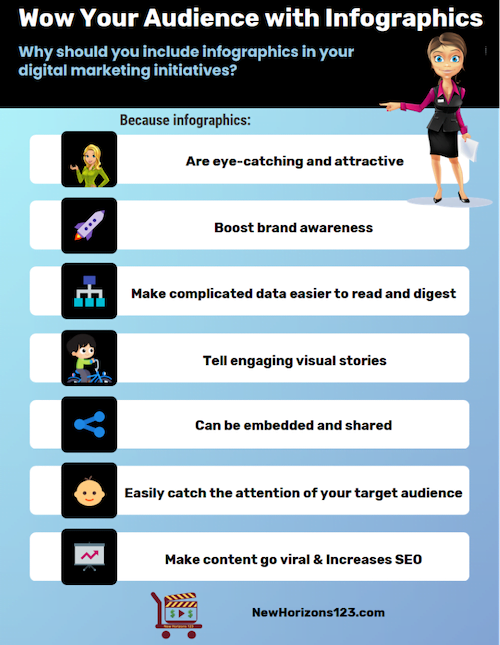 Wow Your Audience with Infographics
Why should you include infographics in your
digital marketing initiatives?
Because infographics:
Are eye-catching and attractive
Boost brand awareness
Make complicated data easier to read and digest
Tell engaging visual stories
Can be embedded and shared
Easily catch the attention of your target audience
Make content go viral & Increases SEO
New Horizons 123
NewHorizons123.com